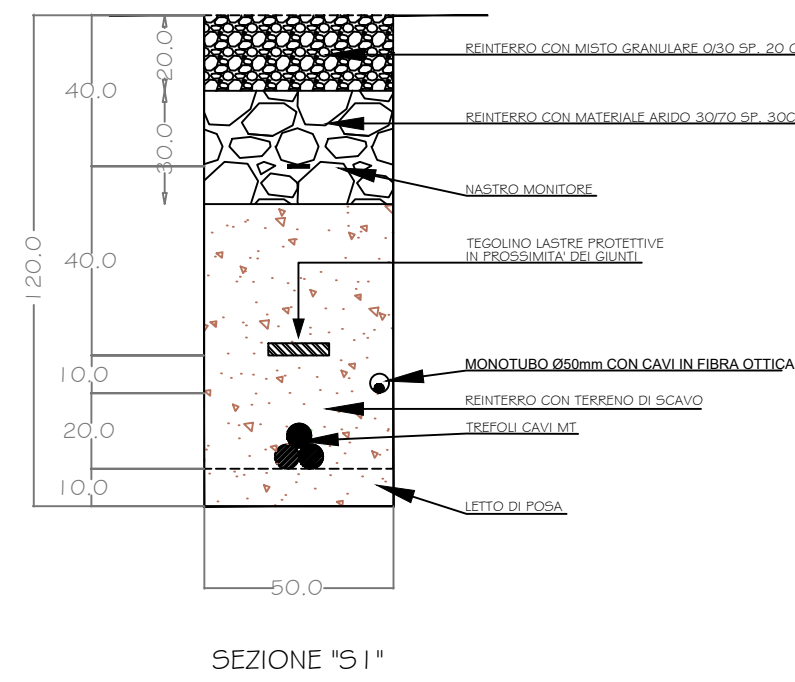 20.0
40.0
REINTERRO CON MISTO GRANULARE 0/30 SP. 20 C
30.0
REINTERRO CON MATERIALE ARIDO 30/70 SP. 30C
NASTRO MONITORE
120.0
40.0
TEGOLINO LASTRE PROTETTIVE
IN PROSSIMITA' DEI GIUNTI
10.0
MONOTUBO Ø50mm CON CAVI IN FIBRA OTTICA
REINTERRO CON TERRENO DI SCAVO
20.0
TREFOLI CAVI MT
10.0
LETTO DI POSA
50.0
SEZIONE "S1"